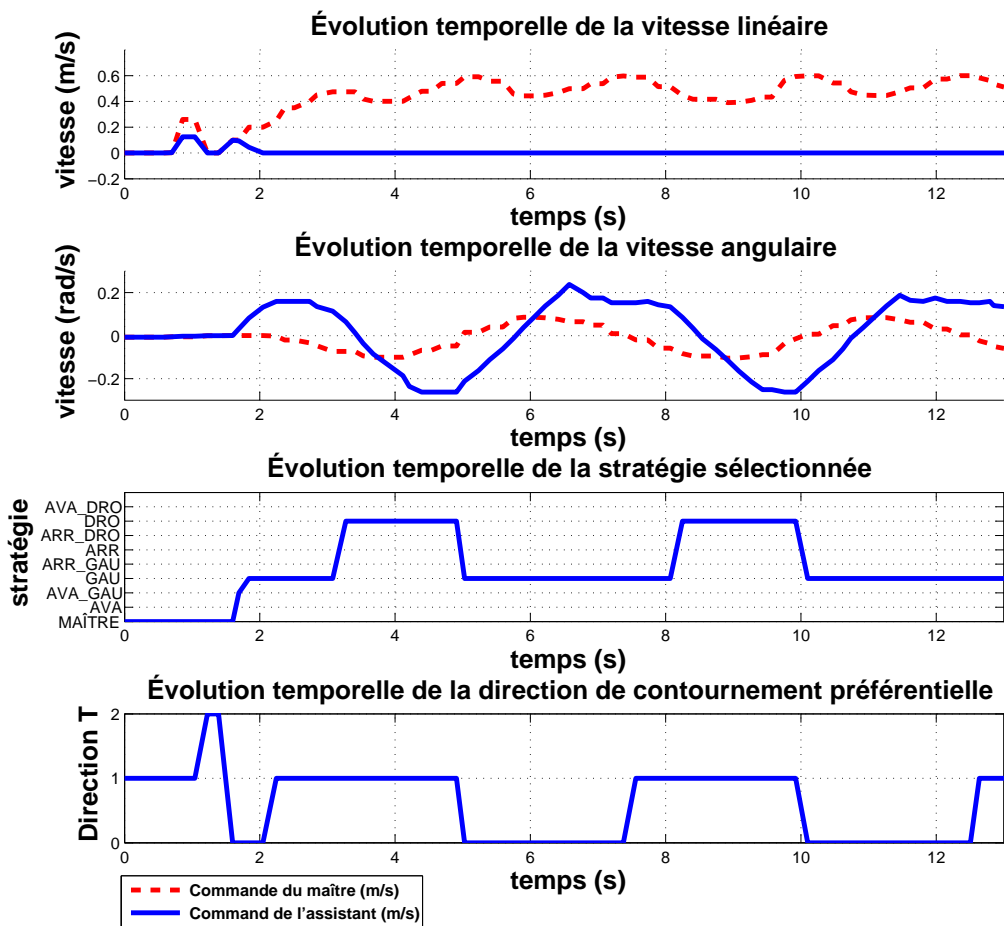 Évolution temporelle de la vitesse linéaire
vitesse (m/s)
0.6
0.4
0.2
0
−0.2
0 2 4 6 8 10 12
temps (s)
Évolution temporelle de la vitesse angulaire
vitesse (rad/s)
0.2
0
−0.2
0 2 4 6 8 10 12
temps (s)
Évolution temporelle de la stratégie sélectionnée
stratégie
AVA_DRO
DRO
ARR_DRO
ARR
ARR_GAU
GAU
AVA_GAU
AVA
MAÎTRE
0 2 4 6 8 10 12
temps (s)
Évolution temporelle de la direction de contournement préférentielle
Direction T
2
1
0
0 2 4 6 8 10 12
temps (s)
Commande du maître (m/s)
Command de l'assistant (m/s)